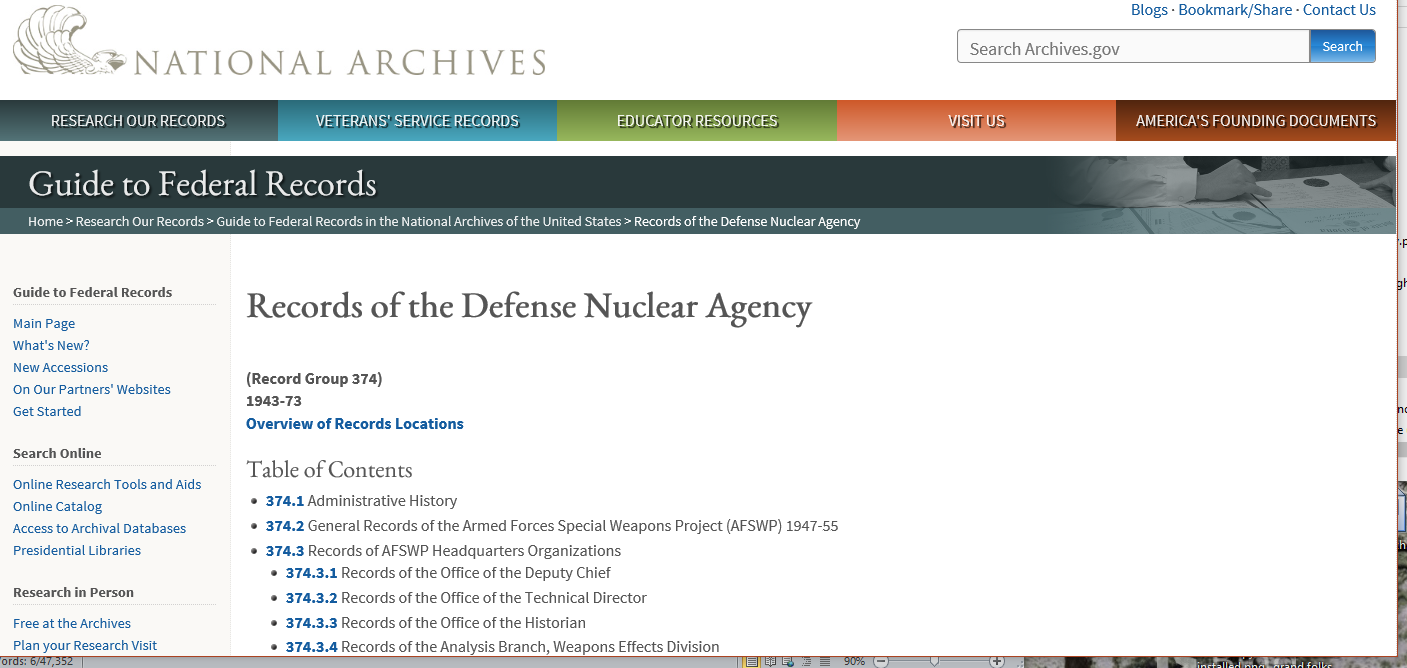 Blogs · Bookmark/Share · Contact Us
NATIONAL ARCHIVES
Search Archives.gov
Search
RESEARCH OUR RECORDS
VETERANS' SERVICE RECORDS
EDUCATOR RESOURCES
VISIT US
AMERICA'S FOUNDING DOCUMENTS
Guide to Federal Records
Home > Research Our Records > Guide to Federal Records in the National Archives of the United States > Records of the Defense Nuclear Agency
Guide to Federal Records
Main Page
What's New?
New Accessions
On Our Partners' Websites
Get Started
Search Online
Online Research Tools and Aids
Online Catalog
Access to Archival Databases
Presidential Libraries
Research in Person
Free at the Archives
Plan your Research Visit
Records of the Defense Nuclear Agency
(Record Group 374)
1943-73
Overview of Records Locations
Table of Contents
• 374.1 Administrative History
• 374.2 General Records of the Armed Forces Special Weapons Project (AFSWP) 1947-55
• 374.3 Records of AFSWP Headquarters Organizations
• 374.3.1 Records of the Office of the Deputy Chief
• 374.3.2 Records of the Office of the Technical Director
• 374.3.3 Records of the Office of the Historian
• 374.3.4 Records of the Analysis Branch, Weapons Effects Division
ords: 6/47,352
90%